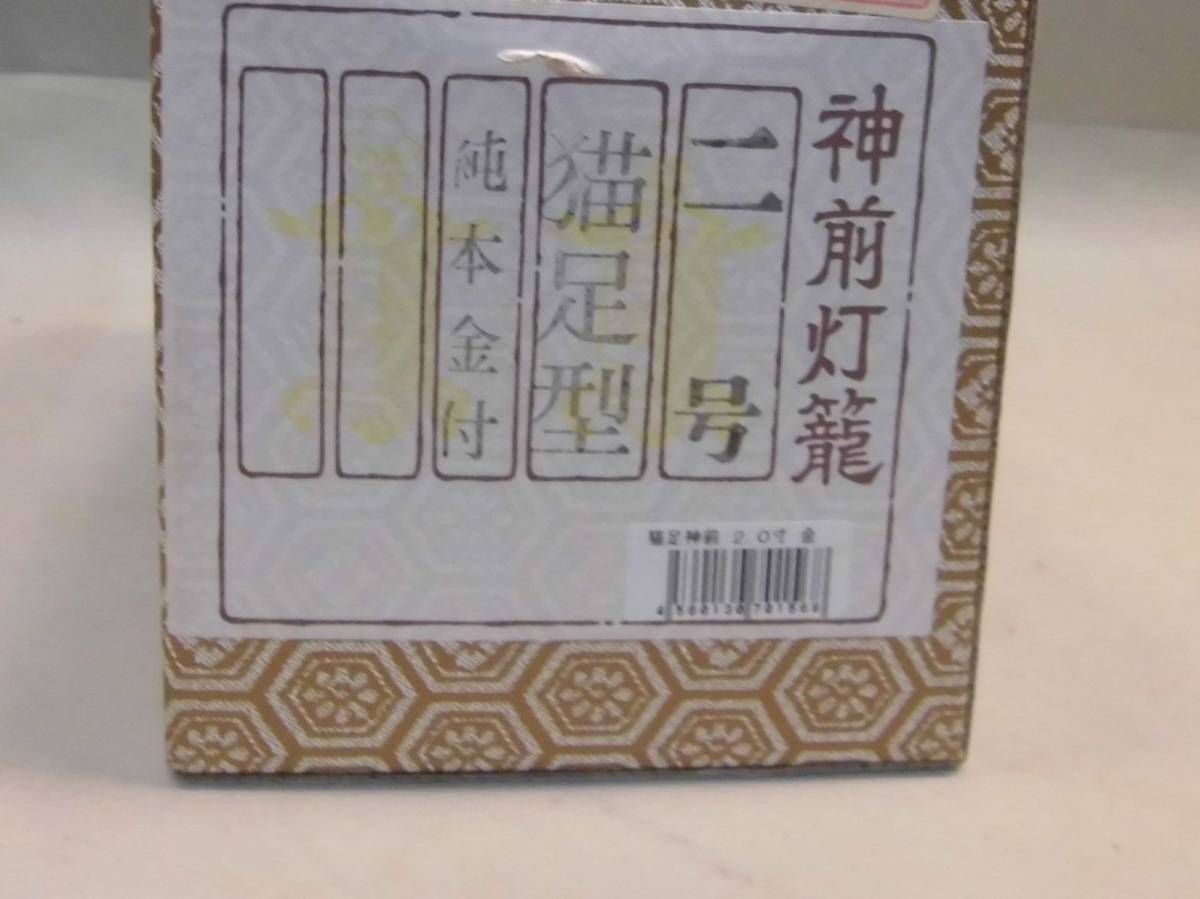 神前灯籠
二号
猫足型
純本金付
猫足神前 2.0寸 金